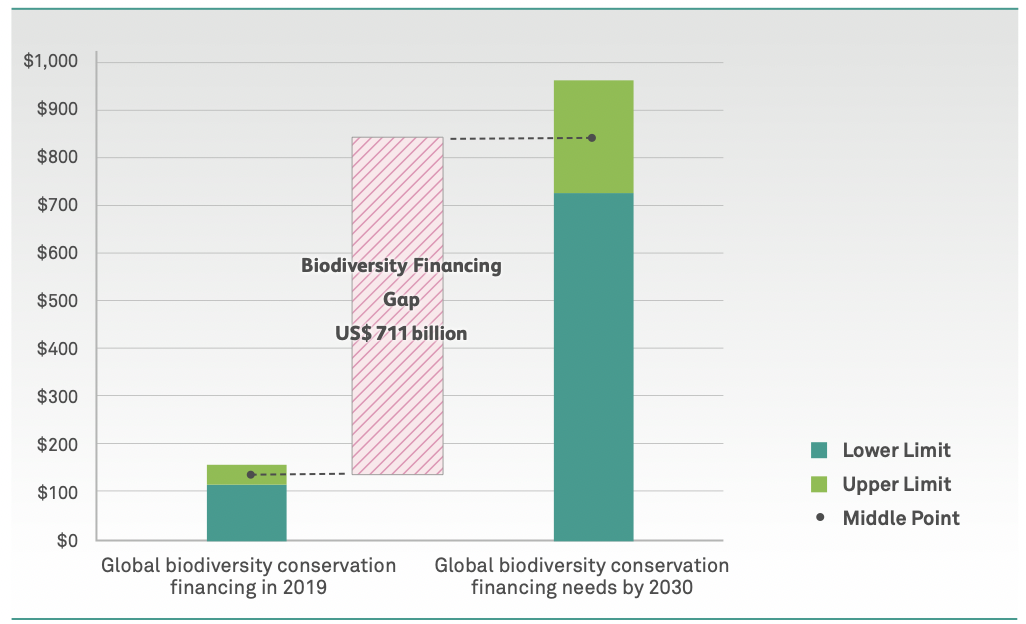 $1,000
$900
$800
$700
$600
$500
$400
$300
$200
$100
$0
Biodiversity Financing
Gap
US$ 711 billion
Lower Limit
Upper Limit
Middle Point
Global biodiversity conservation
financing in 2019
Global biodiversity conservation
financing needs by 2030